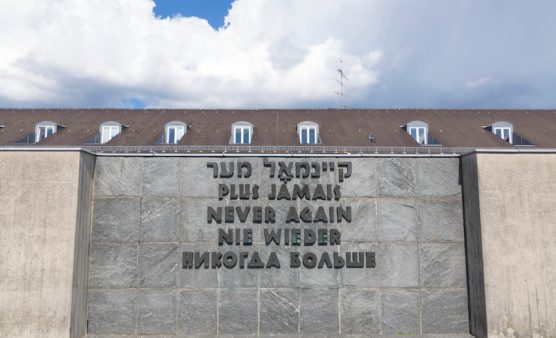 קיינמאָל מער
PLUS JAMAIS
NEVER AGAIN
NIE WIEDER
НИКОГДА БОЛЬШЕ